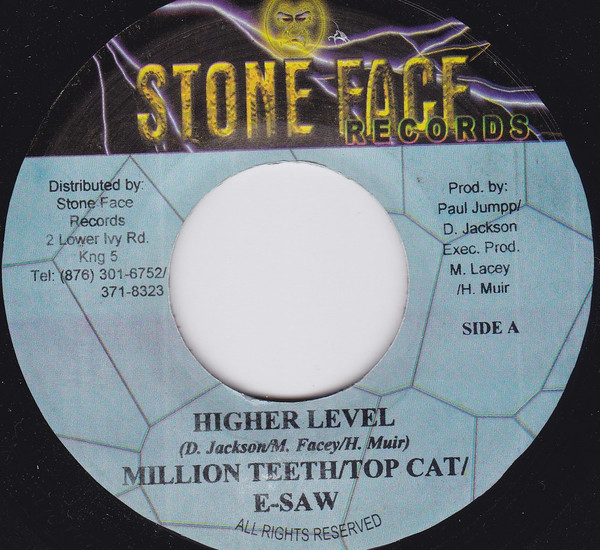 STONE FACE
RECORDS
Distributed by:
Stone Face
Records
2 Lower Ivy Rd.
Kng 5
Tel: (876) 301-6752/
371-8323
Prod. by:
Paul Jumpp/
D. Jackson
Exec. Prod.
M. Lacey
/H. Muir
SIDE A
HIGHER LEVEL
(D. Jackson/M. Facey/H. Muir)
MILLION TEETH/TOP CAT/
E-SAW
ALL RIGHTS RESERVED